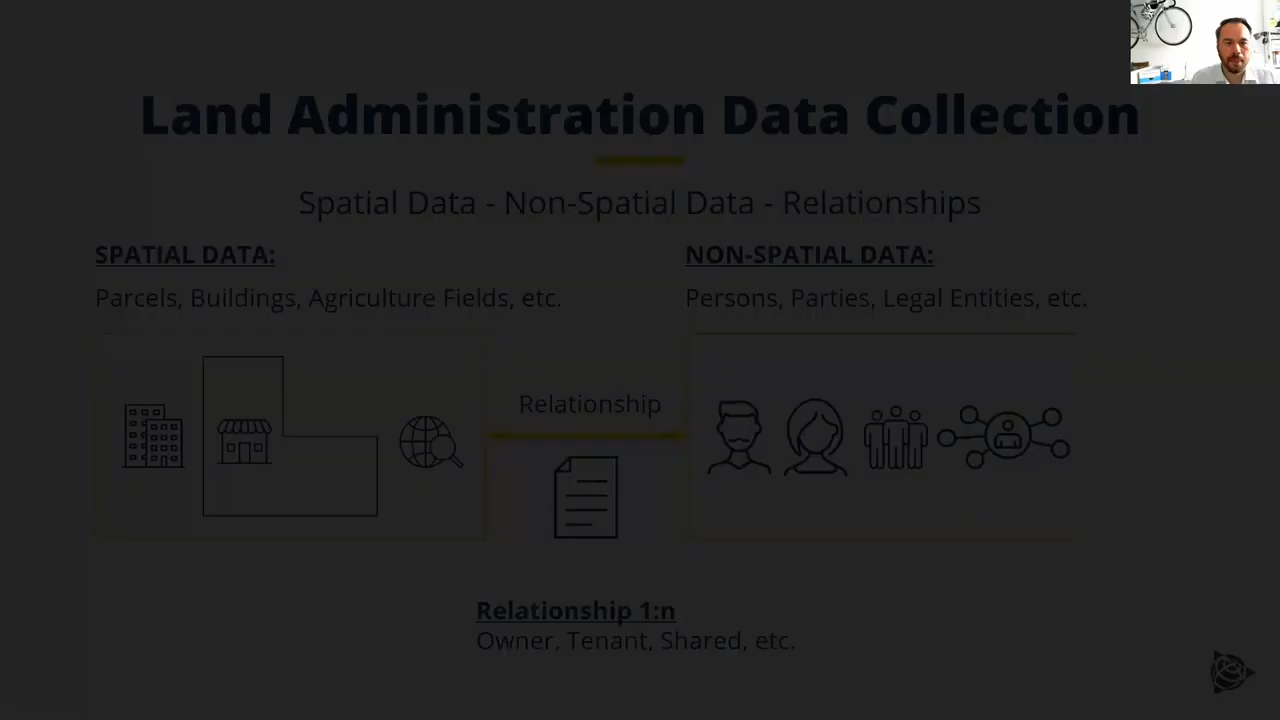 Land Administration Data Collection
Spatial Data - Non-Spatial Data - Relationships
SPATIAL DATA:
Parcels, Buildings, Agriculture Fields, etc.
NON-SPATIAL DATA:
Persons, Parties, Legal Entities, etc.
Relationship
Relationship 1:n
Owner, Tenant, Shared, etc.